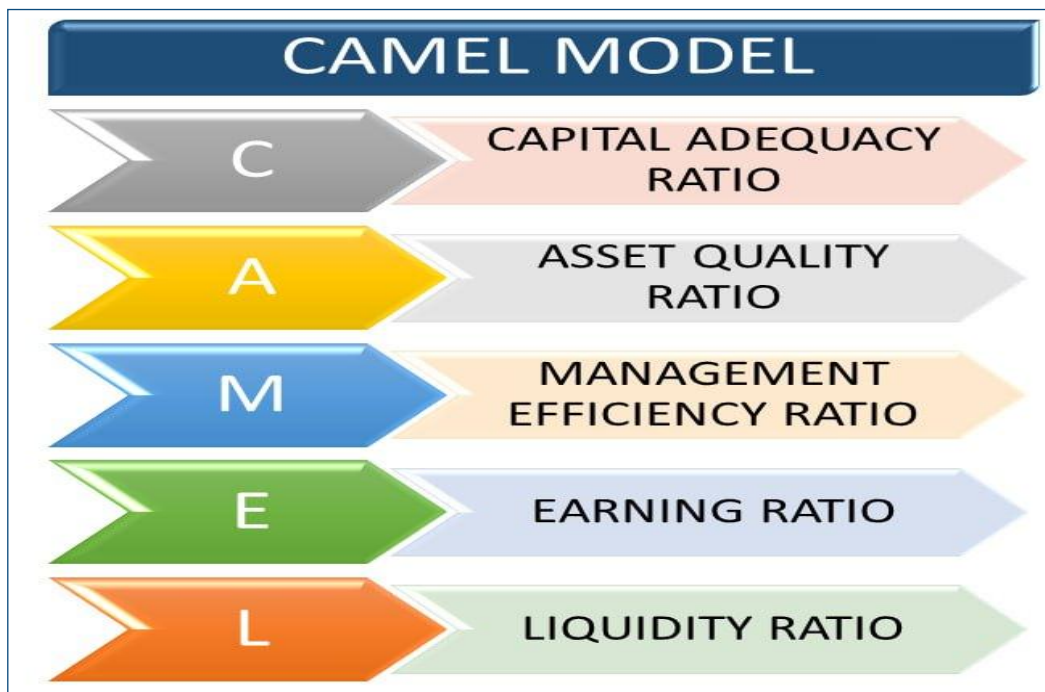 CAMEL MODEL
C
CAPITAL ADEQUACY
RATIO
A
ASSET QUALITY
RATIO
M
MANAGEMENT
EFFICIENCY RATIO
E
EARNING RATIO
L
LIQUIDITY RATIO